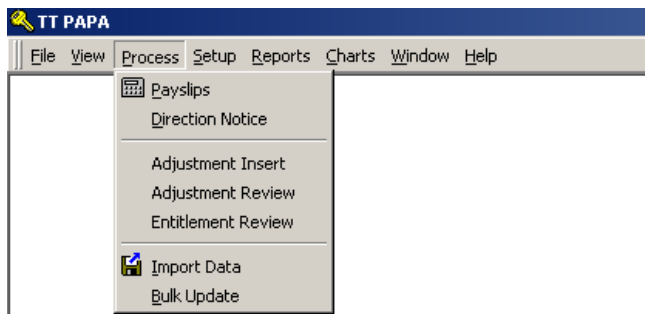 TT PAPA
File View Process Setup Reports Charts Window Help
Payslips
Direction Notice
Adjustment Insert
Adjustment Review
Entitlement Review
Import Data
Bulk Update